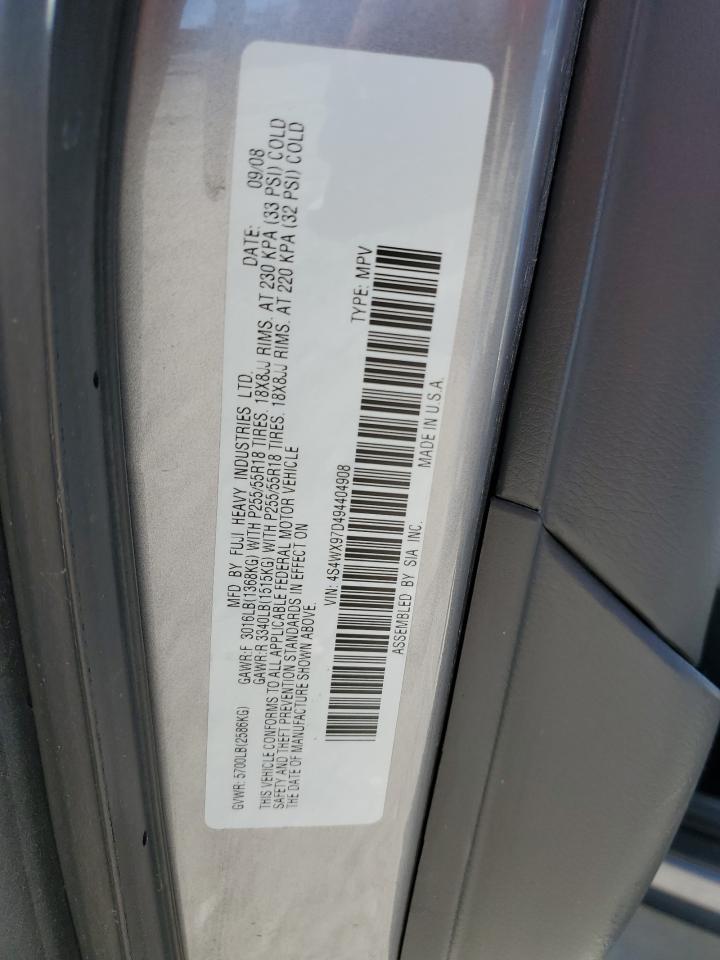 MFD BY FUJI HEAVY INDUSTRIES LTD. DATE: 09/08
GVWR: 5700LB(2586KG) GAWR:F 3016LB(1368KG) WITH P255/55R18 TIRES. 18X8JJ RIMS. AT 230 KPA (33 PSI) COLD
GAWR:R 3340LB(1515KG) WITH P255/55R18 TIRES. 18X8JJ RIMS. AT 220 KPA (32 PSI) COLD
THIS VEHICLE CONFORMS TO ALL APPLICABLE FEDERAL MOTOR VEHICLE
SAFETY AND THEFT PREVENTION STANDARDS IN EFFECT ON
THE DATE OF MANUFACTURE SHOWN ABOVE.
VIN: 4S4WX97D494404908 TYPE: MPV
ASSEMBLED BY SIA INC. MADE IN U.S.A.